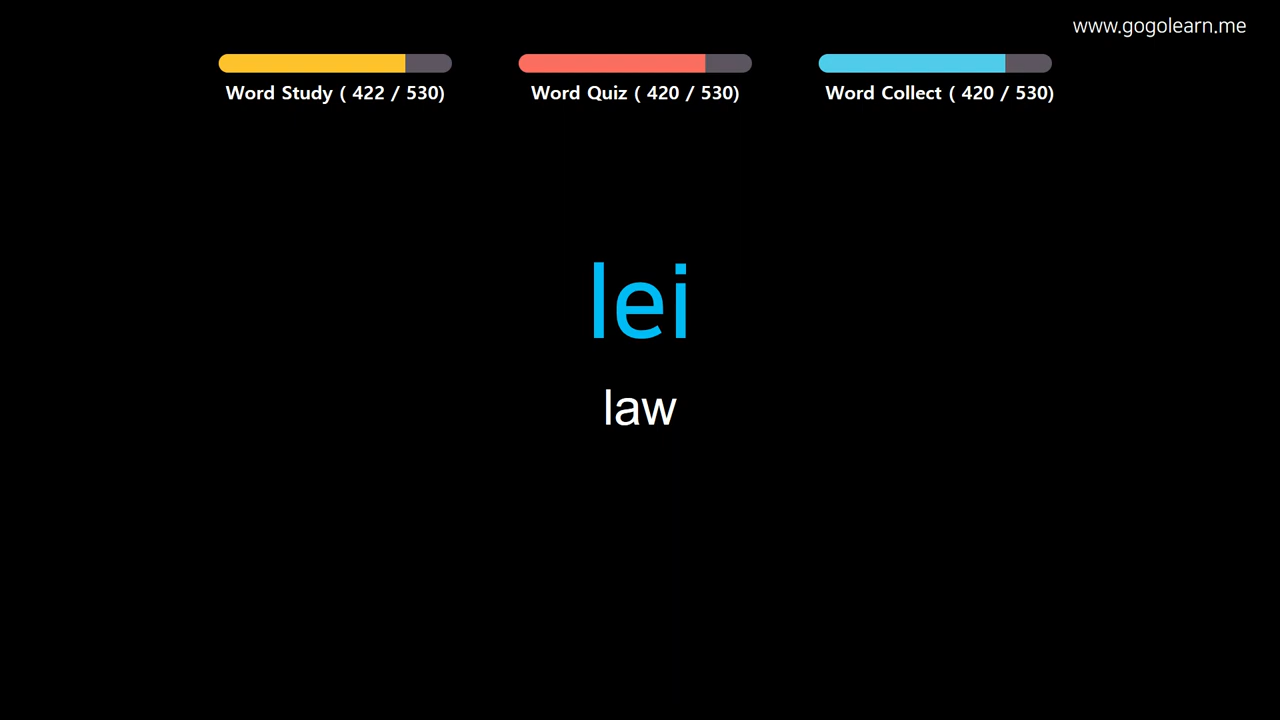 www.gogolearn.me
Word Study ( 422 / 530)
Word Quiz ( 420 / 530)
Word Collect ( 420 / 530)
lei
law